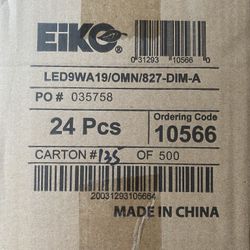 EiKO
0 31293 10566 0
LED9WA19/OMN/827-DIM-A
PO # 035758
24 Pcs
Ordering Code
10566
CARTON # 135 OF 500
20031293105664
MADE IN CHINA